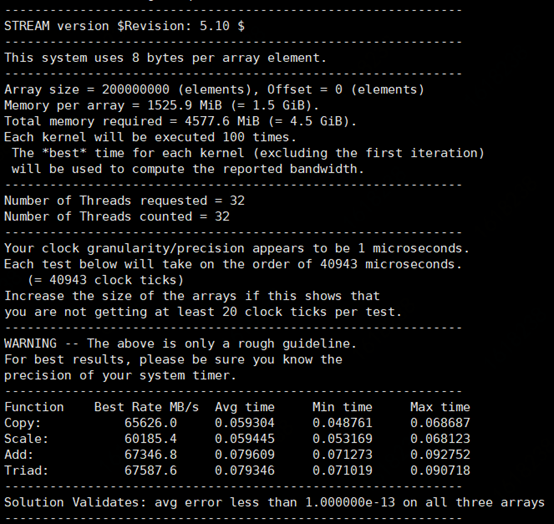 -------------------------------------------------------------
STREAM version $Revision: 5.10 $
-------------------------------------------------------------
This system uses 8 bytes per array element.
-------------------------------------------------------------
Array size = 200000000 (elements), Offset = 0 (elements)
Memory per array = 1525.9 MiB (= 1.5 GiB).
Total memory required = 4577.6 MiB (= 4.5 GiB).
Each kernel will be executed 100 times.
 The *best* time for each kernel (excluding the first iteration)
 will be used to compute the reported bandwidth.
-------------------------------------------------------------
Number of Threads requested = 32
Number of Threads counted = 32
-------------------------------------------------------------
Your clock granularity/precision appears to be 1 microseconds.
Each test below will take on the order of 40943 microseconds.
   (= 40943 clock ticks)
Increase the size of the arrays if this shows that
you are not getting at least 20 clock ticks per test.
-------------------------------------------------------------
WARNING -- The above is only a rough guideline.
For best results, please be sure you know the
precision of your system timer.
-------------------------------------------------------------
Function    Best Rate MB/s  Avg time     Min time     Max time
Copy:           65626.0     0.059304     0.048761     0.068687
Scale:          60185.4     0.059445     0.053169     0.068123
Add:            67346.8     0.079609     0.071273     0.092752
Triad:          67587.6     0.079346     0.071019     0.090718
-------------------------------------------------------------
Solution Validates: avg error less than 1.000000e-13 on all three arrays
-------------------------------------------------------------